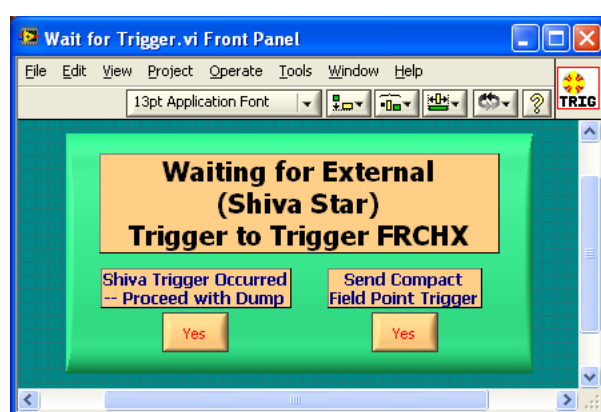 Wait for Trigger.vi Front Panel
File Edit View Project Operate Tools Window Help
13pt Application Font
TRIG
Waiting for External
(Shiva Star)
Trigger to Trigger FRCHX
Shiva Trigger Occurred
-- Proceed with Dump
Send Compact
Field Point Trigger
Yes
Yes